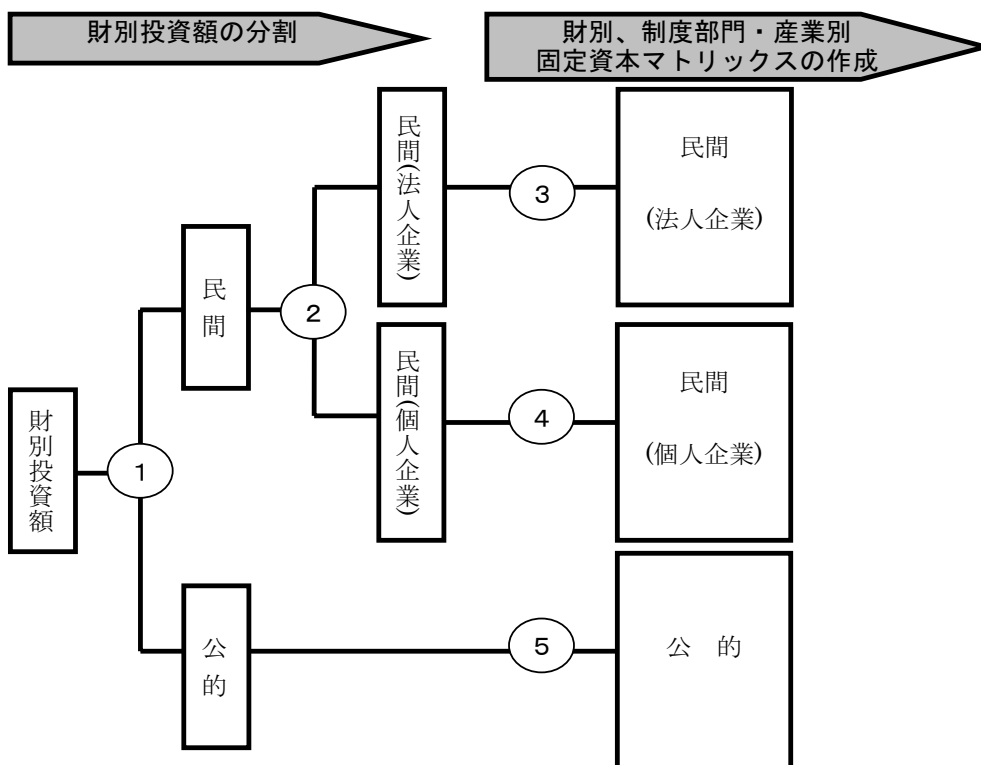 財別投資額の分割
財別、制度部門・産業別
固定資本マトリックスの作成
財別投資額
1
民間
2
民間(法人企業)
3
民間
(法人企業)
民間(個人企業)
4
民間
(個人企業)
公的
5
公 的